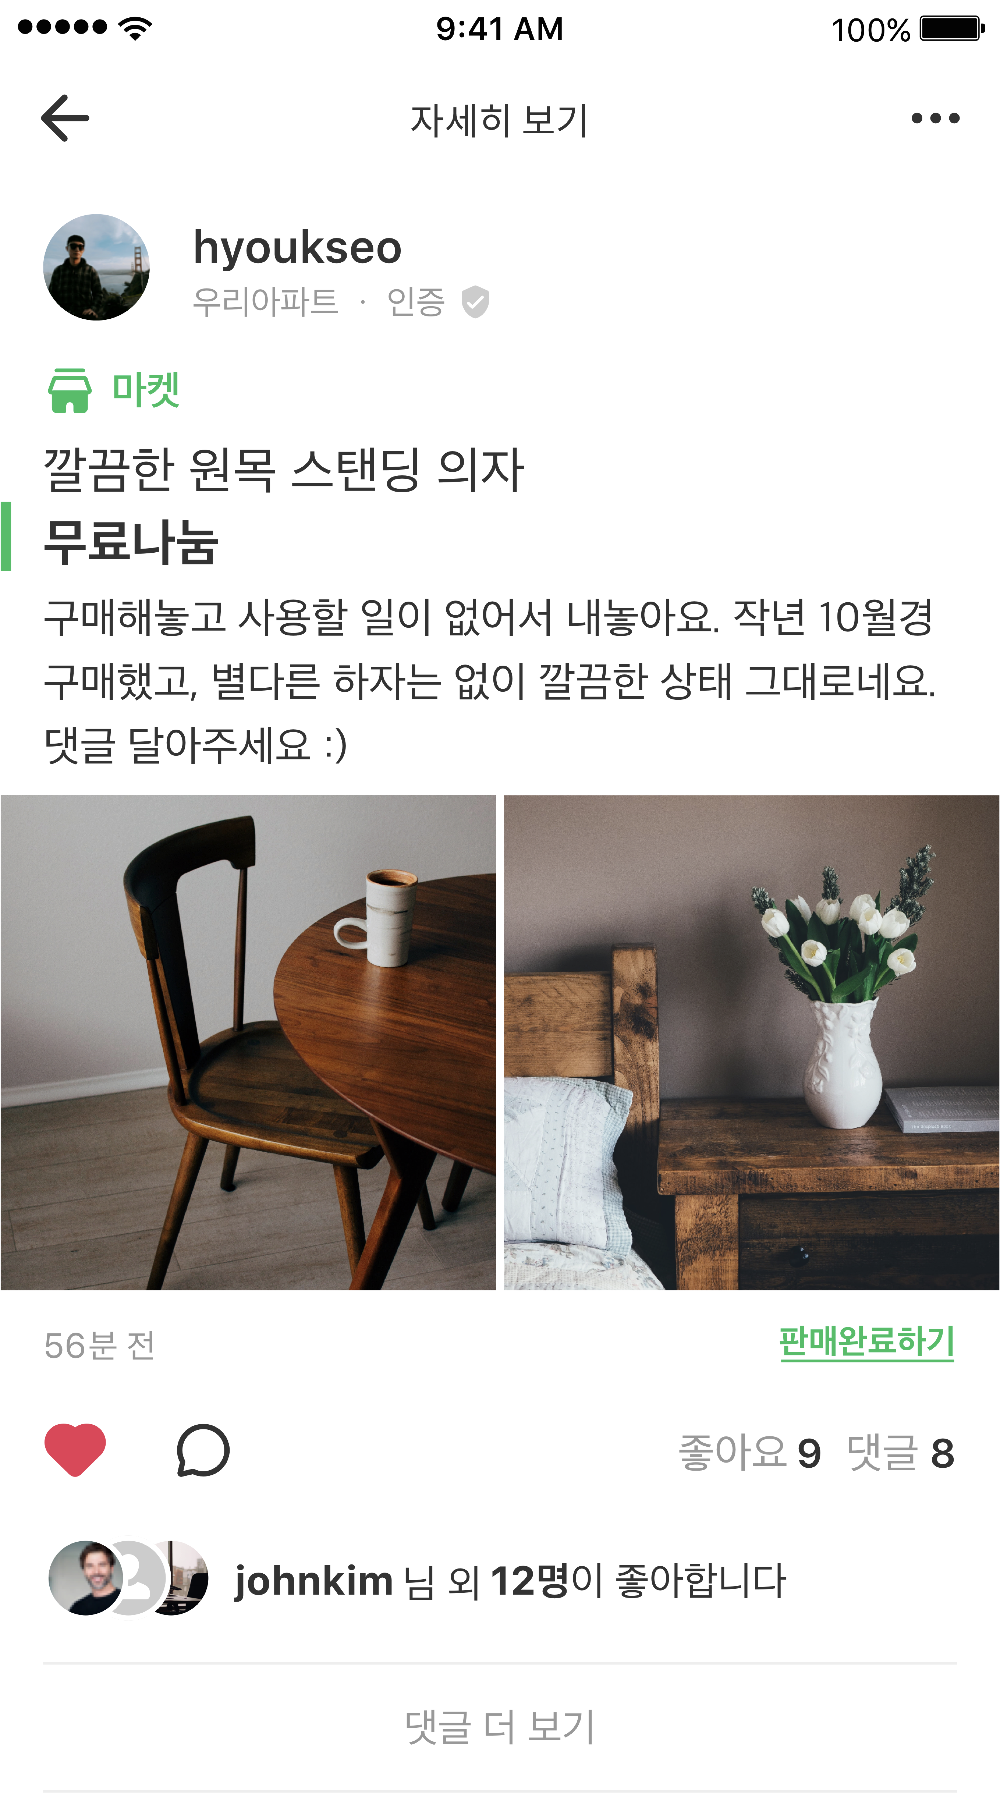 9:41 AM
100%
자세히 보기
hyoukseo
우리아파트 · 인증
마켓
깔끔한 원목 스탠딩 의자
무료나눔
구매해놓고 사용할 일이 없어서 내놓아요. 작년 10월경
구매했고, 별다른 하자는 없이 깔끔한 상태 그대로네요.
댓글 달아주세요 :)
56분 전
판매완료하기
좋아요 9 댓글 8
johnkim 님 외 12명이 좋아합니다
댓글 더 보기